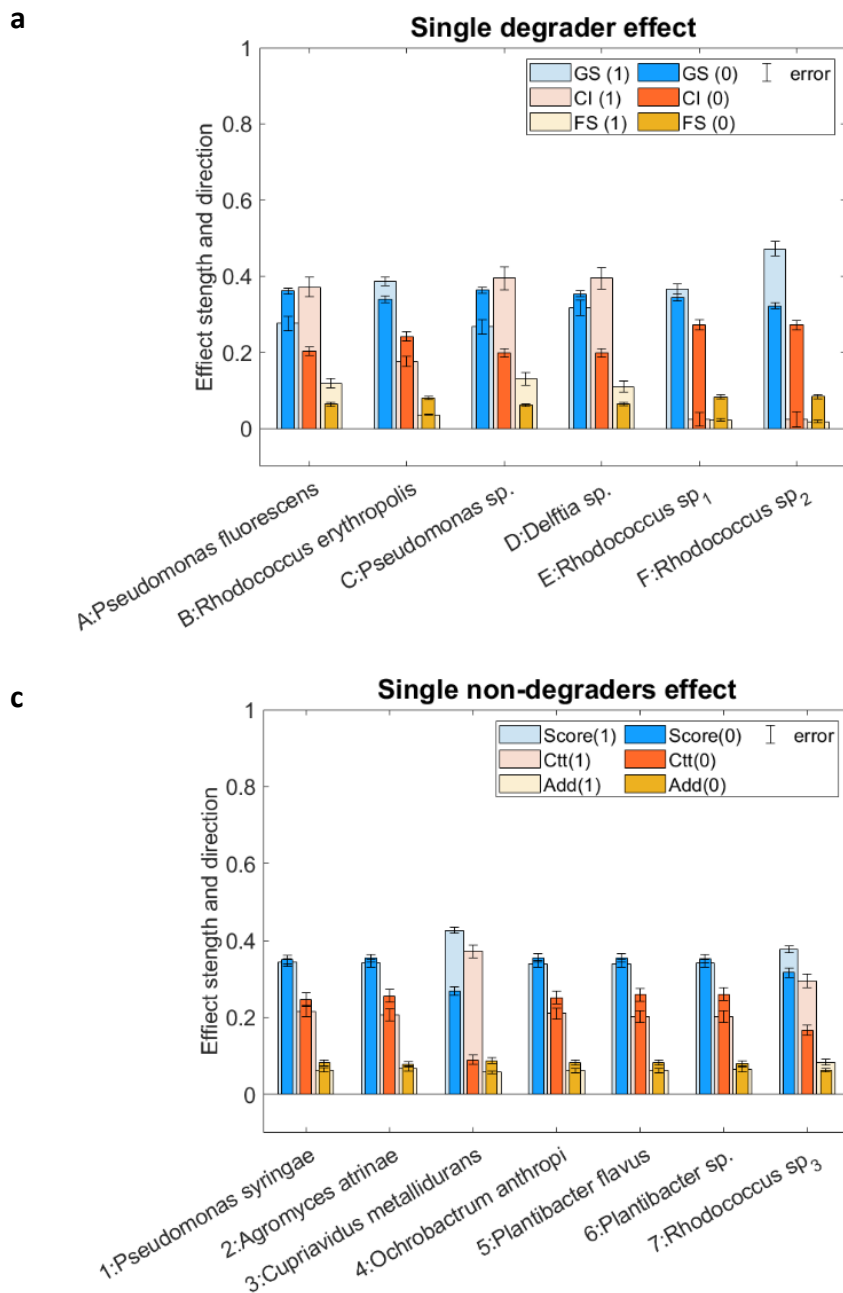 a
Single degrader effect
1
0.8
0.6
0.4
0.2
0
Effiect stength and direction
GS (1) GS (0) error
CI (1) CI (0)
FS (1) FS (0)
A:Pseudomonas fluorescens
B:Rhodococcus erythropolis
C:Pseudomonas sp.
D:Delftia sp.
E:Rhodococcus sp1
F:Rhodococcus sp2
c
Single non-degraders effect
1
0.8
0.6
0.4
0.2
0
Effiect stength and direction
Score(1) Score(0) error
Ctt(1) Ctt(0)
Add(1) Add(0)
1:Pseudomonas syringae
2:Agromyces atrinae
3:Cupriavidus metallidurans
4:Ochrobactrum anthropi
5:Plantibacter flavus
6:Plantibacter sp.
7:Rhodococcus sp3